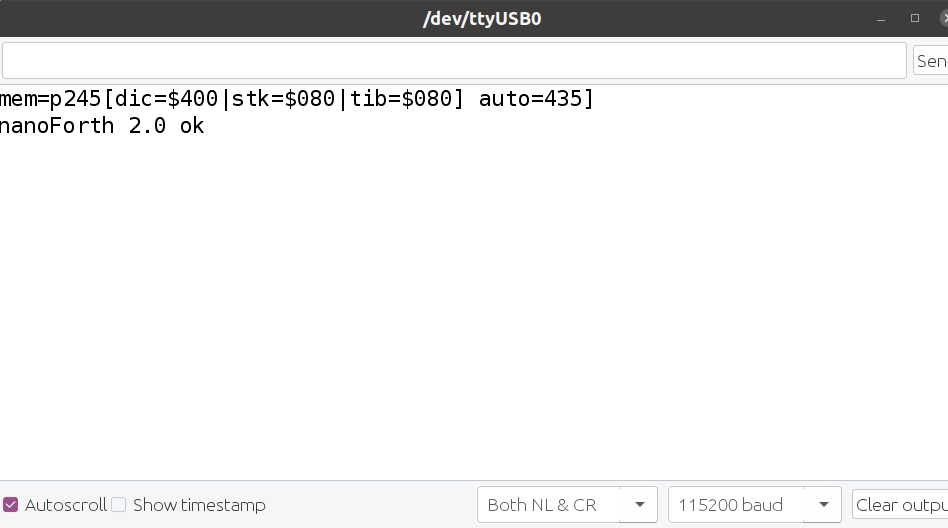 /dev/ttyUSB0
Sen
mem=p245[dic=$400|stk=$080|tib=$080] auto=435]
nanoForth 2.0 ok
Autoscroll Show timestamp Both NL & CR 115200 baud Clear outpu